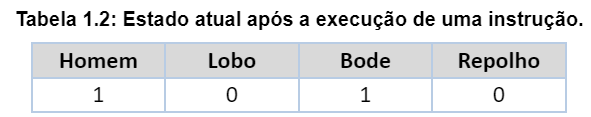 Tabela 1.2: Estado atual após a execução de uma instrução.
Homem Lobo Bode Repolho
1 0 1 0